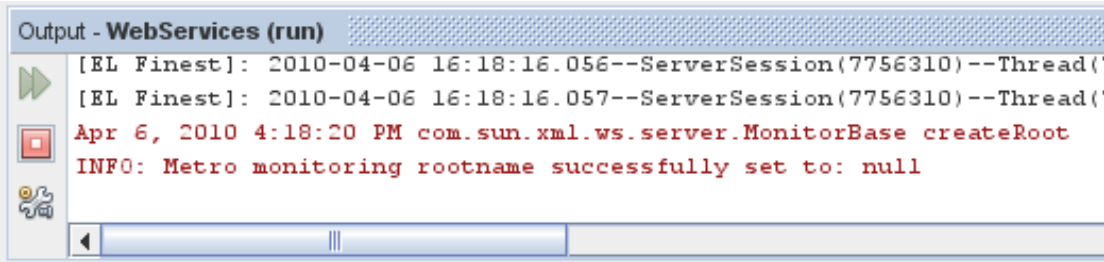 Output - WebServices (run)
[EL Finest]: 2010-04-06 16:18:16.056--ServerSession(7756310)--Thread(
[EL Finest]: 2010-04-06 16:18:16.057--ServerSession(7756310)--Thread(
Apr 6, 2010 4:18:20 PM com.sun.xml.ws.server.MonitorBase createRoot
INFO: Metro monitoring rootname successfully set to: null